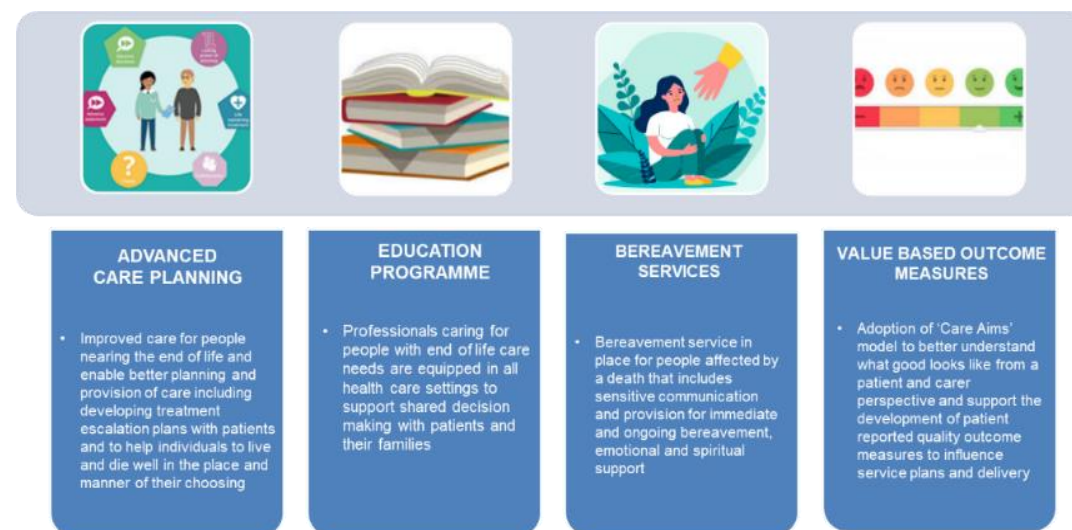 ?
-
+
ADVANCED
CARE PLANNING
• Improved care for people
nearing the end of life and
enable better planning and
provision of care including
developing treatment
escalation plans with patients
and to help individuals to live
and die well in the place and
manner of their choosing
EDUCATION
PROGRAMME
• Professionals caring for
people with end of life care
needs are equipped in all
health care settings to
support shared decision
making with patients and
their families
BEREAVEMENT
SERVICES
• Bereavement service in
place for people affected by
a death that includes
sensitive communication
and provision for immediate
and ongoing bereavement,
emotional and spiritual
support
VALUE BASED OUTCOME
MEASURES
• Adoption of ‘Care Aims’
model to better understand
what good looks like from a
patient and carer
perspective and support the
development of patient
reported quality outcome
measures to influence
service plans and delivery